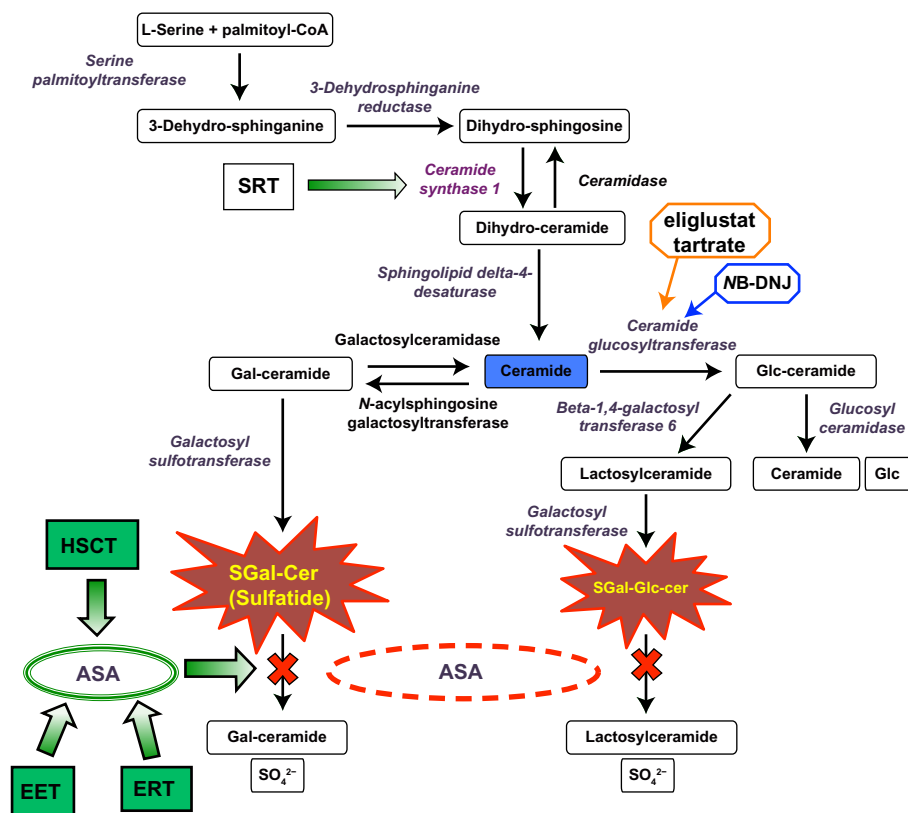 L-Serine + palmitoyl-CoA
Serine
palmitoyltransferase
3-Dehydrosphinganine
reductase
3-Dehydro-sphinganine
Dihydro-sphingosine
SRT
Ceramide
synthase 1
Ceramidase
Dihydro-ceramide
eliglustat
tartrate
NB-DNJ
Sphingolipid delta-4-
desaturase
Galactosylceramidase
Ceramide
glucosyltransferase
Gal-ceramide
Ceramide
Glc-ceramide
N-acylsphingosine
galactosyltransferase
Beta-1,4-galactosyl
transferase 6
Glucosyl
ceramidase
Galactosyl
sulfotransferase
Lactosylceramide
Ceramide
Glc
Galactosyl
sulfotransferase
HSCT
SGal-Cer
(Sulfatide)
SGal-Glc-cer
ASA
ASA
Gal-ceramide
Lactosylceramide
SO₄²⁻
SO₄²⁻
EET
ERT